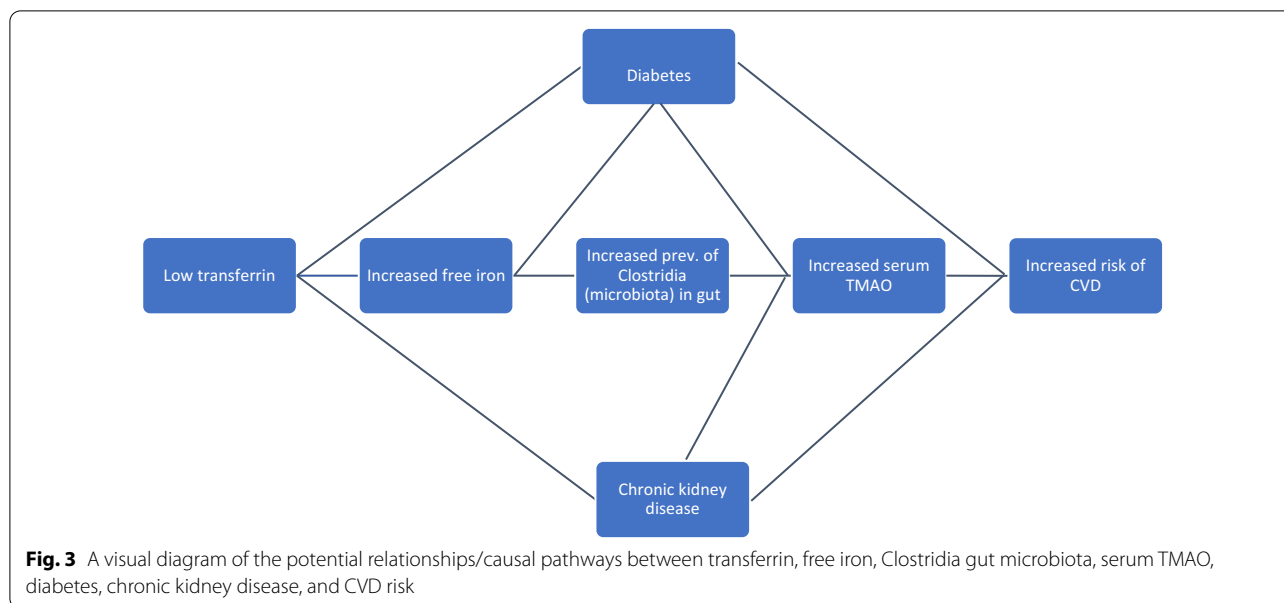 Diabetes
Low transferrin
Increased free iron
Increased prev. of
Clostridia
(microbiota) in gut
Increased serum
TMAO
Increased risk of
CVD
Chronic kidney
disease
Fig. 3 A visual diagram of the potential relationships/causal pathways between transferrin, free iron, Clostridia gut microbiota, serum TMAO,
diabetes, chronic kidney disease, and CVD risk